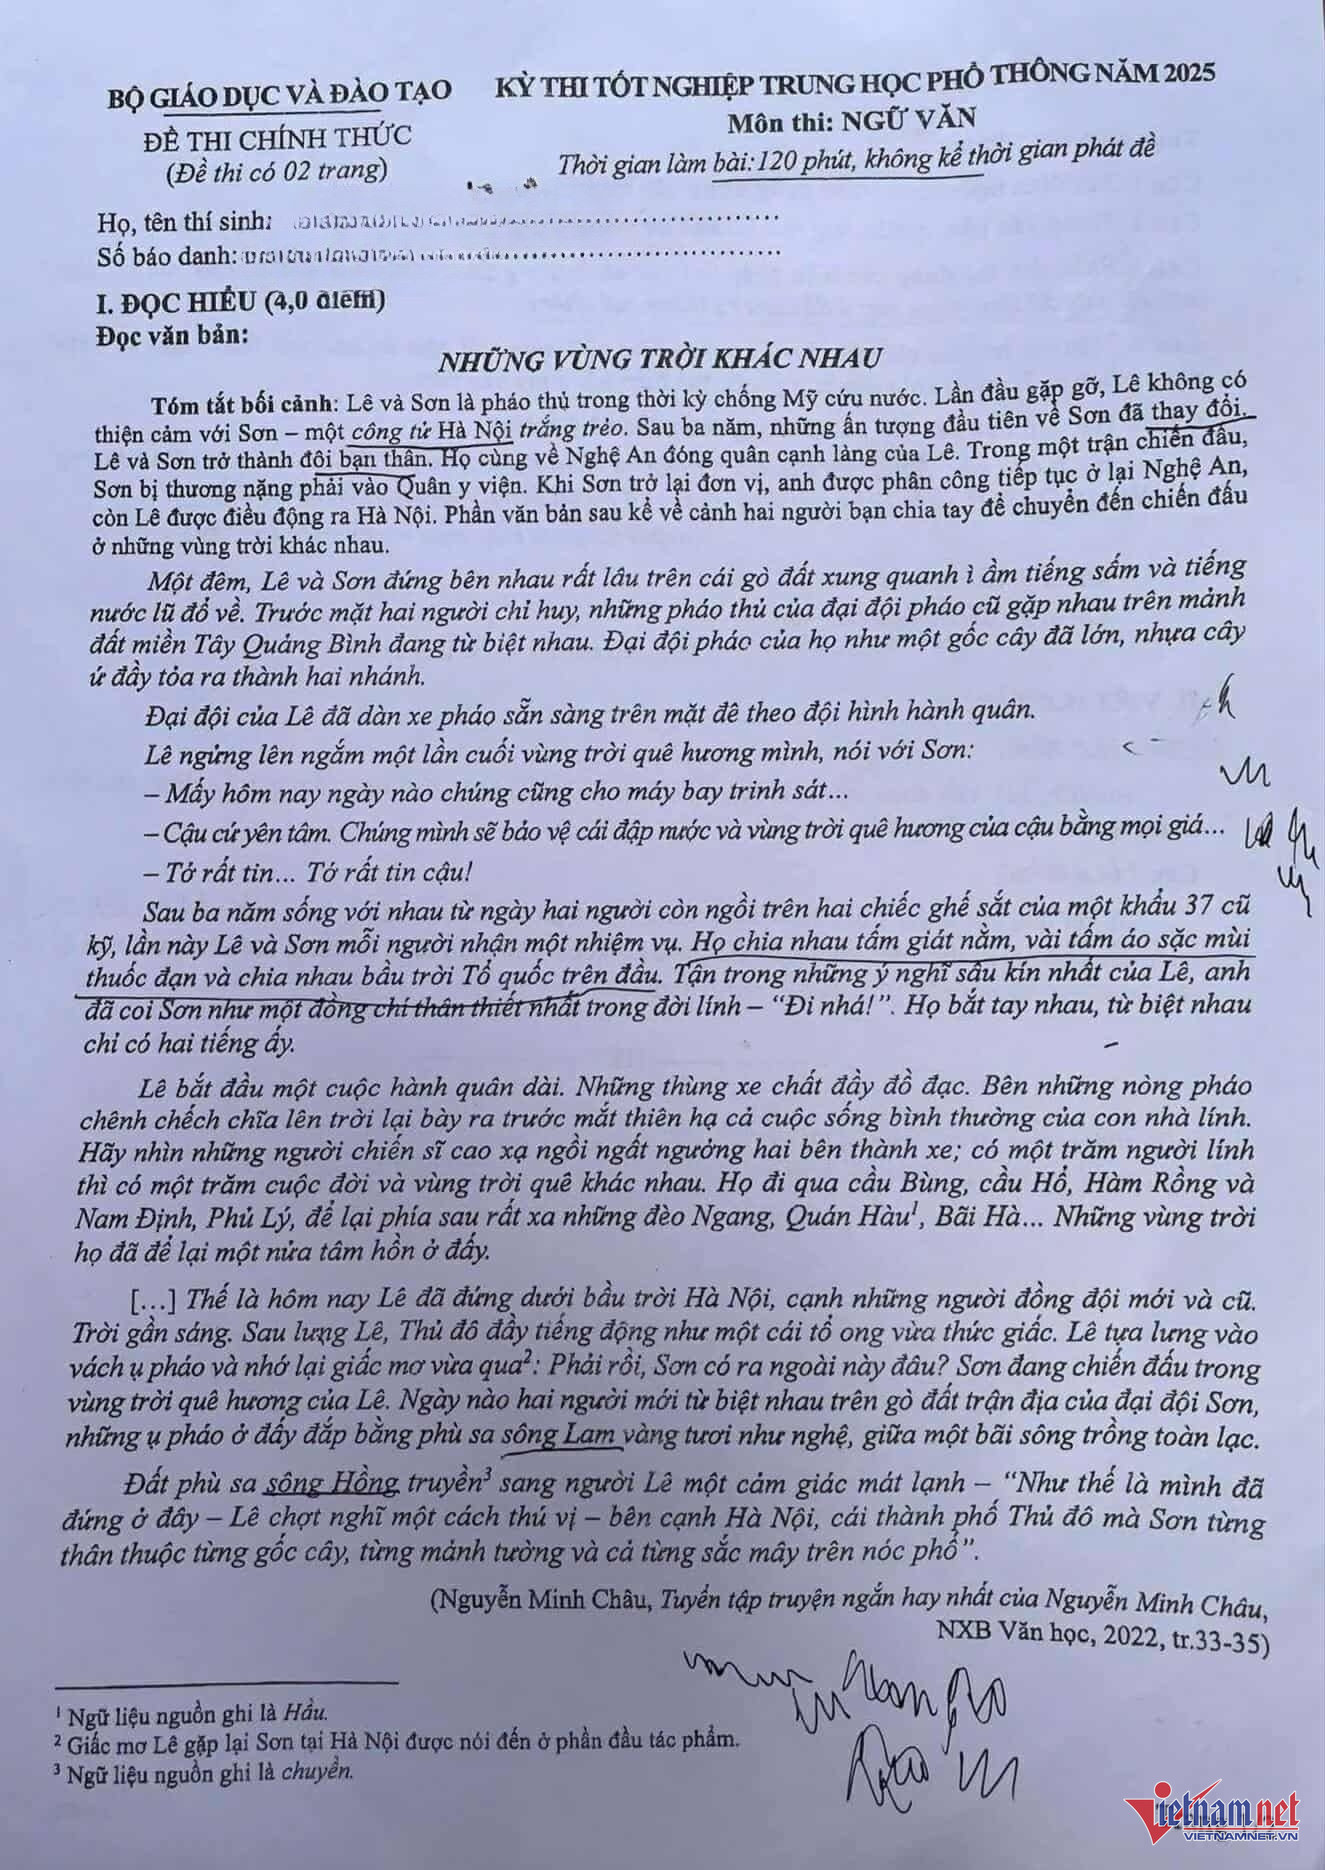 BỘ GIÁO DỤC VÀ ĐÀO TẠO
ĐỀ THI CHÍNH THỨC
(Đề thi có 02 trang)
KỲ THI TỐT NGHIỆP TRUNG HỌC PHỔ THÔNG NĂM 2025
Môn thi: NGỮ VĂN
Thời gian làm bài: 120 phút, không kể thời gian phát đề
Họ, tên thí sinh:
Số báo danh:
I. ĐỌC HIỂU (4,0 điểm)
Đọc văn bản:
NHỮNG VÙNG TRỜI KHÁC NHAU
Tóm tắt bối cảnh: Lê và Sơn là pháo thủ trong thời kỳ chống Mỹ cứu nước. Lần đầu gặp gỡ, Lê không có
thiện cảm với Sơn – một công tử Hà Nội trắng trẻo. Sau ba năm, những ấn tượng đầu tiên về Sơn đã thay đổi.
Lê và Sơn trở thành đôi bạn thân. Họ cùng về Nghệ An đóng quân cạnh làng của Lê. Trong một trận chiến đấu,
Sơn bị thương nặng phải vào Quân y viện. Khi Sơn trở lại đơn vị, anh được phân công tiếp tục ở lại Nghệ An,
còn Lê được điều động ra Hà Nội. Phần văn bản sau kể về cảnh hai người bạn chia tay để chuyển đến chiến đấu
ở những vùng trời khác nhau.
Một đêm, Lê và Sơn đứng bên nhau rất lâu trên cái gò đất xung quanh ì ầm tiếng sấm và tiếng
nước lũ đổ về. Trước mặt hai người chỉ huy, những pháo thủ của đại đội pháo cũ gặp nhau trên mảnh
đất miền Tây Quảng Bình đang từ biệt nhau. Đại đội pháo của họ như một gốc cây đã lớn, nhựa cây
ứ đầy tỏa ra thành hai nhánh.
Đại đội của Lê đã dàn xe pháo sẵn sàng trên mặt đê theo đội hình hành quân.
Lê ngửng lên ngắm một lần cuối vùng trời quê hương mình, nói với Sơn:
– Mấy hôm nay ngày nào chúng cũng cho máy bay trinh sát...
– Cậu cứ yên tâm. Chúng mình sẽ bảo vệ cái đập nước và vùng trời quê hương của cậu bằng mọi giá...
– Tớ rất tin... Tớ rất tin cậu!
Sau ba năm sống với nhau từ ngày hai người còn ngồi trên hai chiếc ghế sắt của một khẩu 37 cũ
kỹ, lần này Lê và Sơn mỗi người nhận một nhiệm vụ. Họ chia nhau tấm giát nằm, vài tấm áo sặc mùi
thuốc đạn và chia nhau bầu trời Tổ quốc trên đầu. Tận trong những ý nghĩ sâu kín nhất của Lê, anh
đã coi Sơn như một đồng chí thân thiết nhất trong đời lính – “Đi nhá!”. Họ bắt tay nhau, từ biệt nhau
chỉ có hai tiếng ấy.
Lê bắt đầu một cuộc hành quân dài. Những thùng xe chất đầy đồ đạc. Bên những nòng pháo
chênh chếch chĩa lên trời lại bày ra trước mắt thiên hạ cả cuộc sống bình thường của con nhà lính.
Hãy nhìn những người chiến sĩ cao xạ ngồi ngất ngưởng hai bên thành xe; có một trăm người lính
thì có một trăm cuộc đời và vùng trời quê khác nhau. Họ đi qua cầu Bùng, cầu Hổ, Hàm Rồng và
Nam Định, Phủ Lý, để lại phía sau rất xa những đèo Ngang, Quán Hàu¹, Bãi Hà... Những vùng trời
họ đã để lại một nửa tâm hồn ở đấy.
[...] Thế là hôm nay Lê đã đứng dưới bầu trời Hà Nội, cạnh những người đồng đội mới và cũ.
Trời gần sáng. Sau lưng Lê, Thủ đô đầy tiếng động như một cái tổ ong vừa thức giấc. Lê tựa lưng vào
vách ụ pháo và nhớ lại giấc mơ vừa qua²: Phải rồi, Sơn có ra ngoài này đâu? Sơn đang chiến đấu trong
vùng trời quê hương của Lê. Ngày nào hai người mới từ biệt nhau trên gò đất trận địa của đại đội Sơn,
những ụ pháo ở đấy đắp bằng phù sa sông Lam vàng tươi như nghệ, giữa một bãi sông trồng toàn lạc.
Đất phù sa sông Hồng truyền³ sang người Lê một cảm giác mát lạnh – “Như thế là mình đã
đứng ở đây – Lê chợt nghĩ một cách thú vị – bên cạnh Hà Nội, cái thành phố Thủ đô mà Sơn từng
thân thuộc từng gốc cây, từng mảnh tường và cả từng sắc mây trên nóc phố”.
(Nguyễn Minh Châu, Tuyển tập truyện ngắn hay nhất của Nguyễn Minh Châu,
NXB Văn học, 2022, tr.33-35)
¹ Ngữ liệu nguồn ghi là Hầu.
² Giấc mơ Lê gặp lại Sơn tại Hà Nội được nói đến ở phần đầu tác phẩm.
³ Ngữ liệu nguồn ghi là chuyền.
Vietnamnet
VIETNAMNET.VN